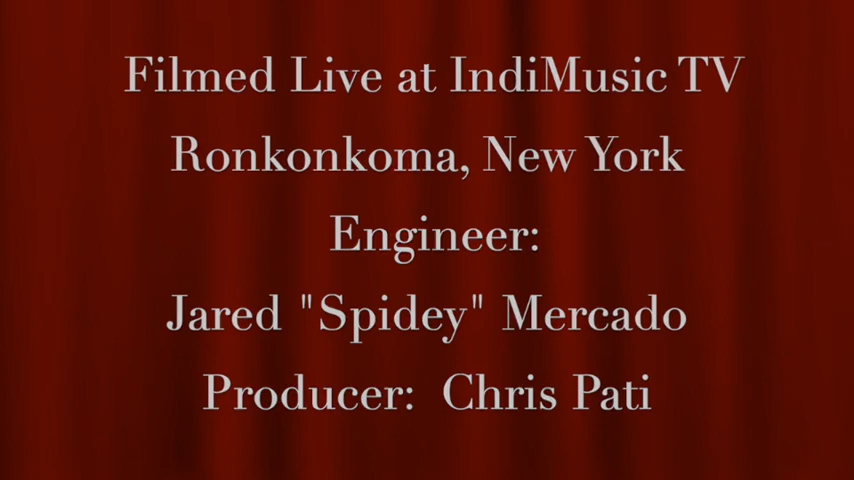 Filmed Live at IndiMusic TV
Ronkonkoma, New York
Engineer:
Jared "Spidey" Mercado
Producer:  Chris Pati